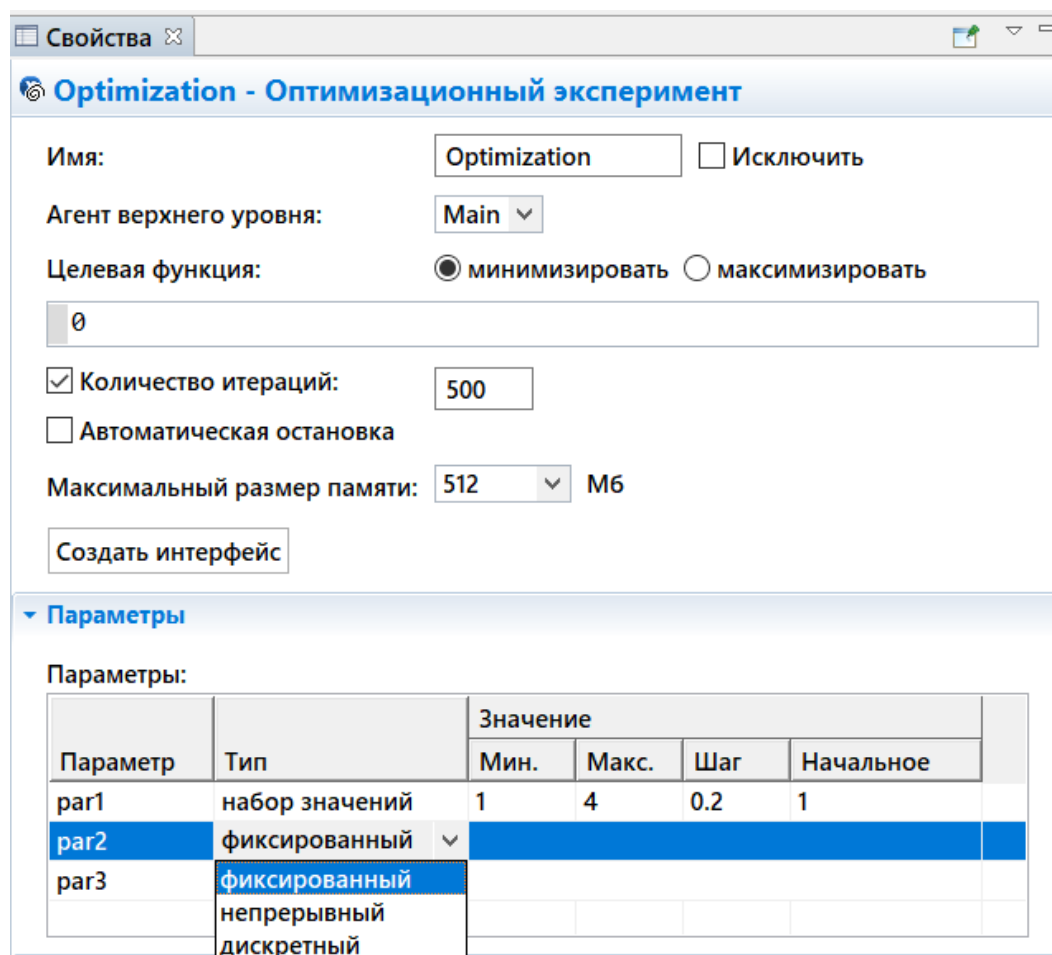 Свойства
Optimization - Оптимизационный эксперимент
Имя: Optimization Исключить
Агент верхнего уровня: Main
Целевая функция: минимизировать максимизировать
0
Количество итераций: 500
Автоматическая остановка
Максимальный размер памяти: 512 Мб
Создать интерфейс
Параметры
Параметры:
Значение
Параметр Тип Мин. Макс. Шаг Начальное
par1 набор значений 1 4 0.2 1
par2 фиксированный
par3 фиксированный
непрерывный
дискретный